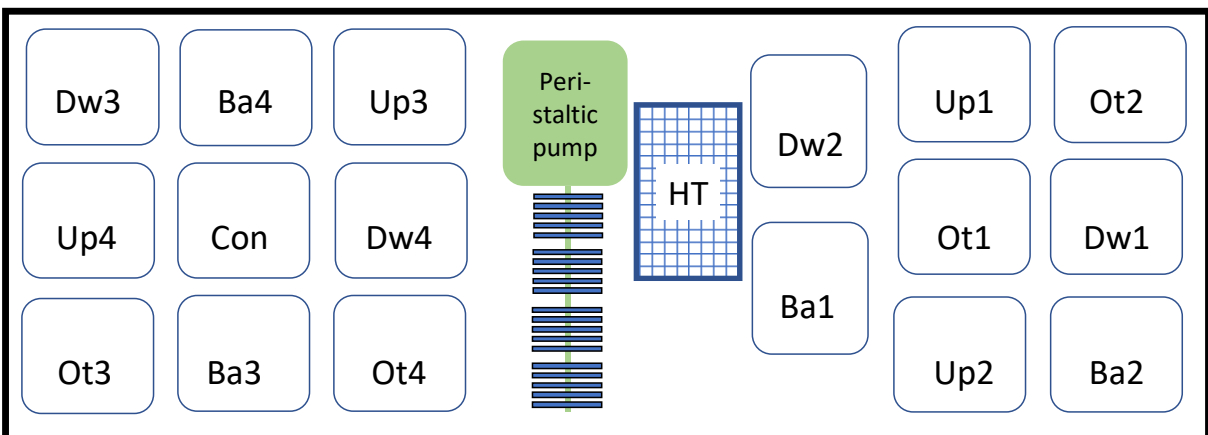 Dw3 Ba4 Up3
Peri-
staltic
pump
Dw2
Up1 Ot2
Up4 Con Dw4
HT
Ot1 Dw1
Ba1
Ot3 Ba3 Ot4
Up2 Ba2